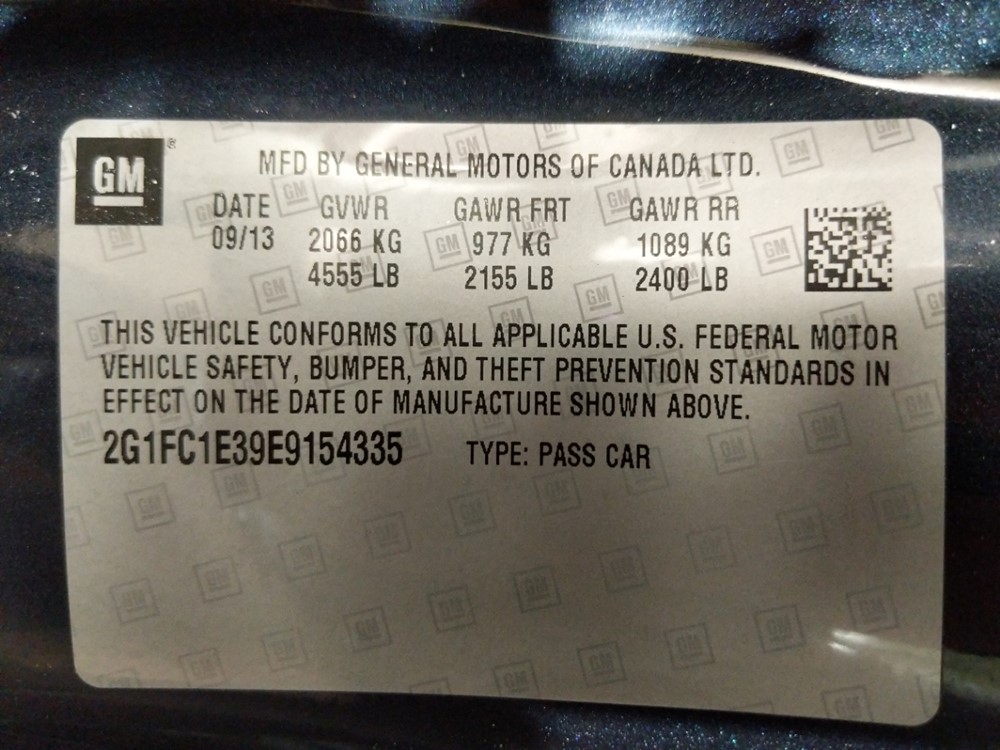 GM ®
MFD BY GENERAL MOTORS OF CANADA LTD.
DATE GVWR GAWR FRT GAWR RR
09/13 2066 KG 977 KG 1089 KG
4555 LB 2155 LB 2400 LB
THIS VEHICLE CONFORMS TO ALL APPLICABLE U.S. FEDERAL MOTOR
VEHICLE SAFETY, BUMPER, AND THEFT PREVENTION STANDARDS IN
EFFECT ON THE DATE OF MANUFACTURE SHOWN ABOVE.
2G1FC1E39E9154335 TYPE: PASS CAR